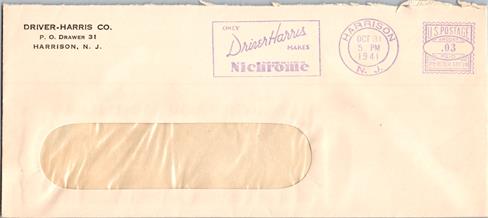 DRIVER-HARRIS CO.
P. O. DRAWER 31
HARRISON, N. J.
ONLY
Driver-Harris
MAKES
Nichrome
HARRISON
OCT 31
5 PM
1941
N. J.
U.S. POSTAGE
.03